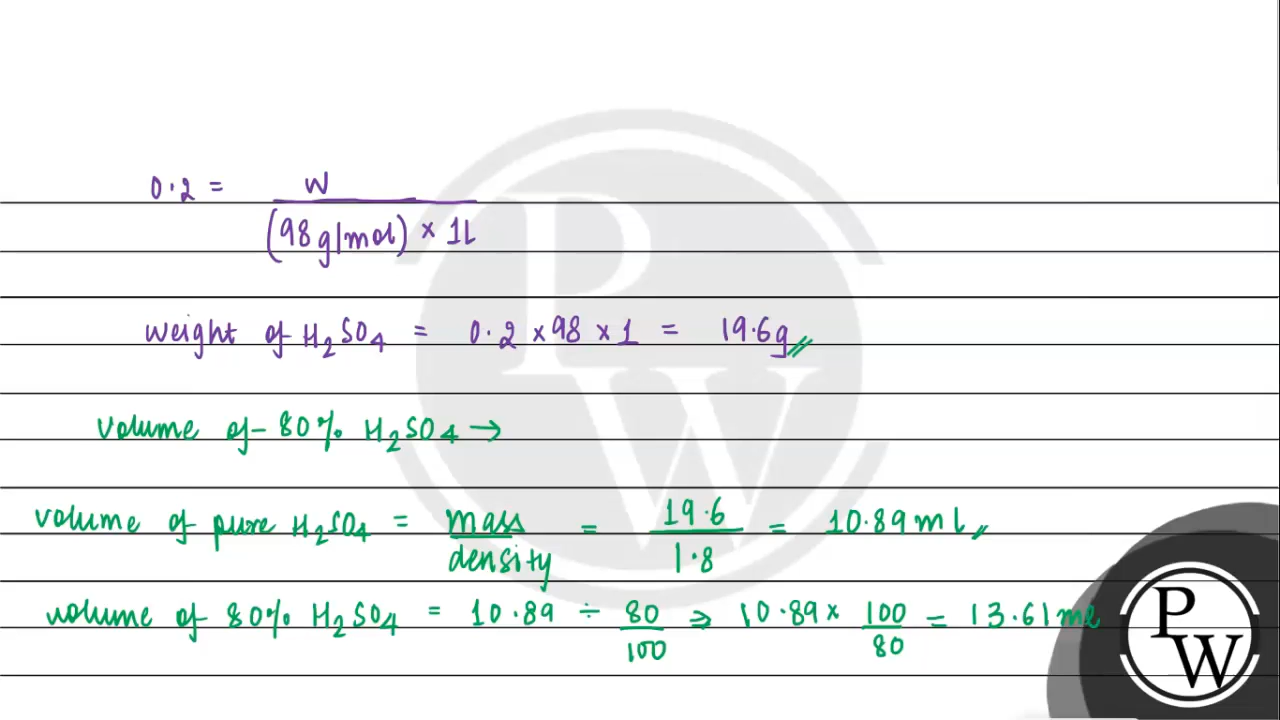 0.2 = W / (98 g/mol) × 1L
weight of H₂SO₄ = 0.2 × 98 × 1 = 19.6g
Volume of 80% H₂SO₄ →
volume of pure H₂SO₄ = mass / density = 19.6 / 1.8 = 10.89 ml
volume of 80% H₂SO₄ = 10.89 ÷ 80/100 ⇒ 10.89 × 100/80 = 13.61 ml
P
W
P
W